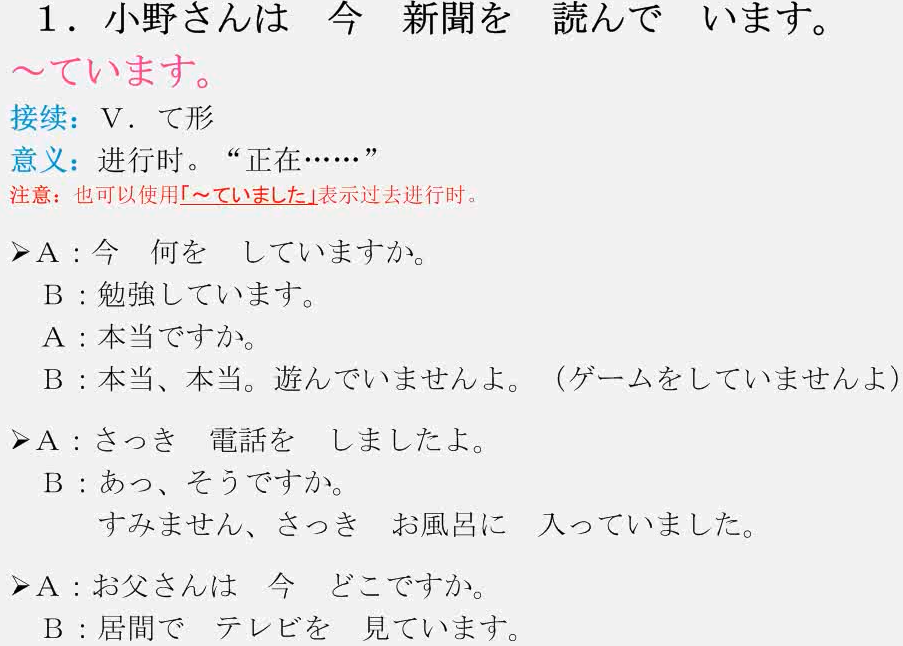 １．小野さんは　今　新聞を　読んで　います。
～ています。
接续：Ｖ．て形
意义：进行时。“正在……”
注意：也可以使用「～ていました」表示过去进行时。
➢Ａ：今　何を　していますか。
Ｂ：勉強しています。
Ａ：本当ですか。
Ｂ：本当、本当。遊んでいませんよ。（ゲームをしていませんよ）
➢Ａ：さっき　電話を　しましたよ。
Ｂ：あっ、そうですか。
すみません、さっき　お風呂に　入っていました。
➢Ａ：お父さんは　今　どこですか。
Ｂ：居間で　テレビを　見ています。